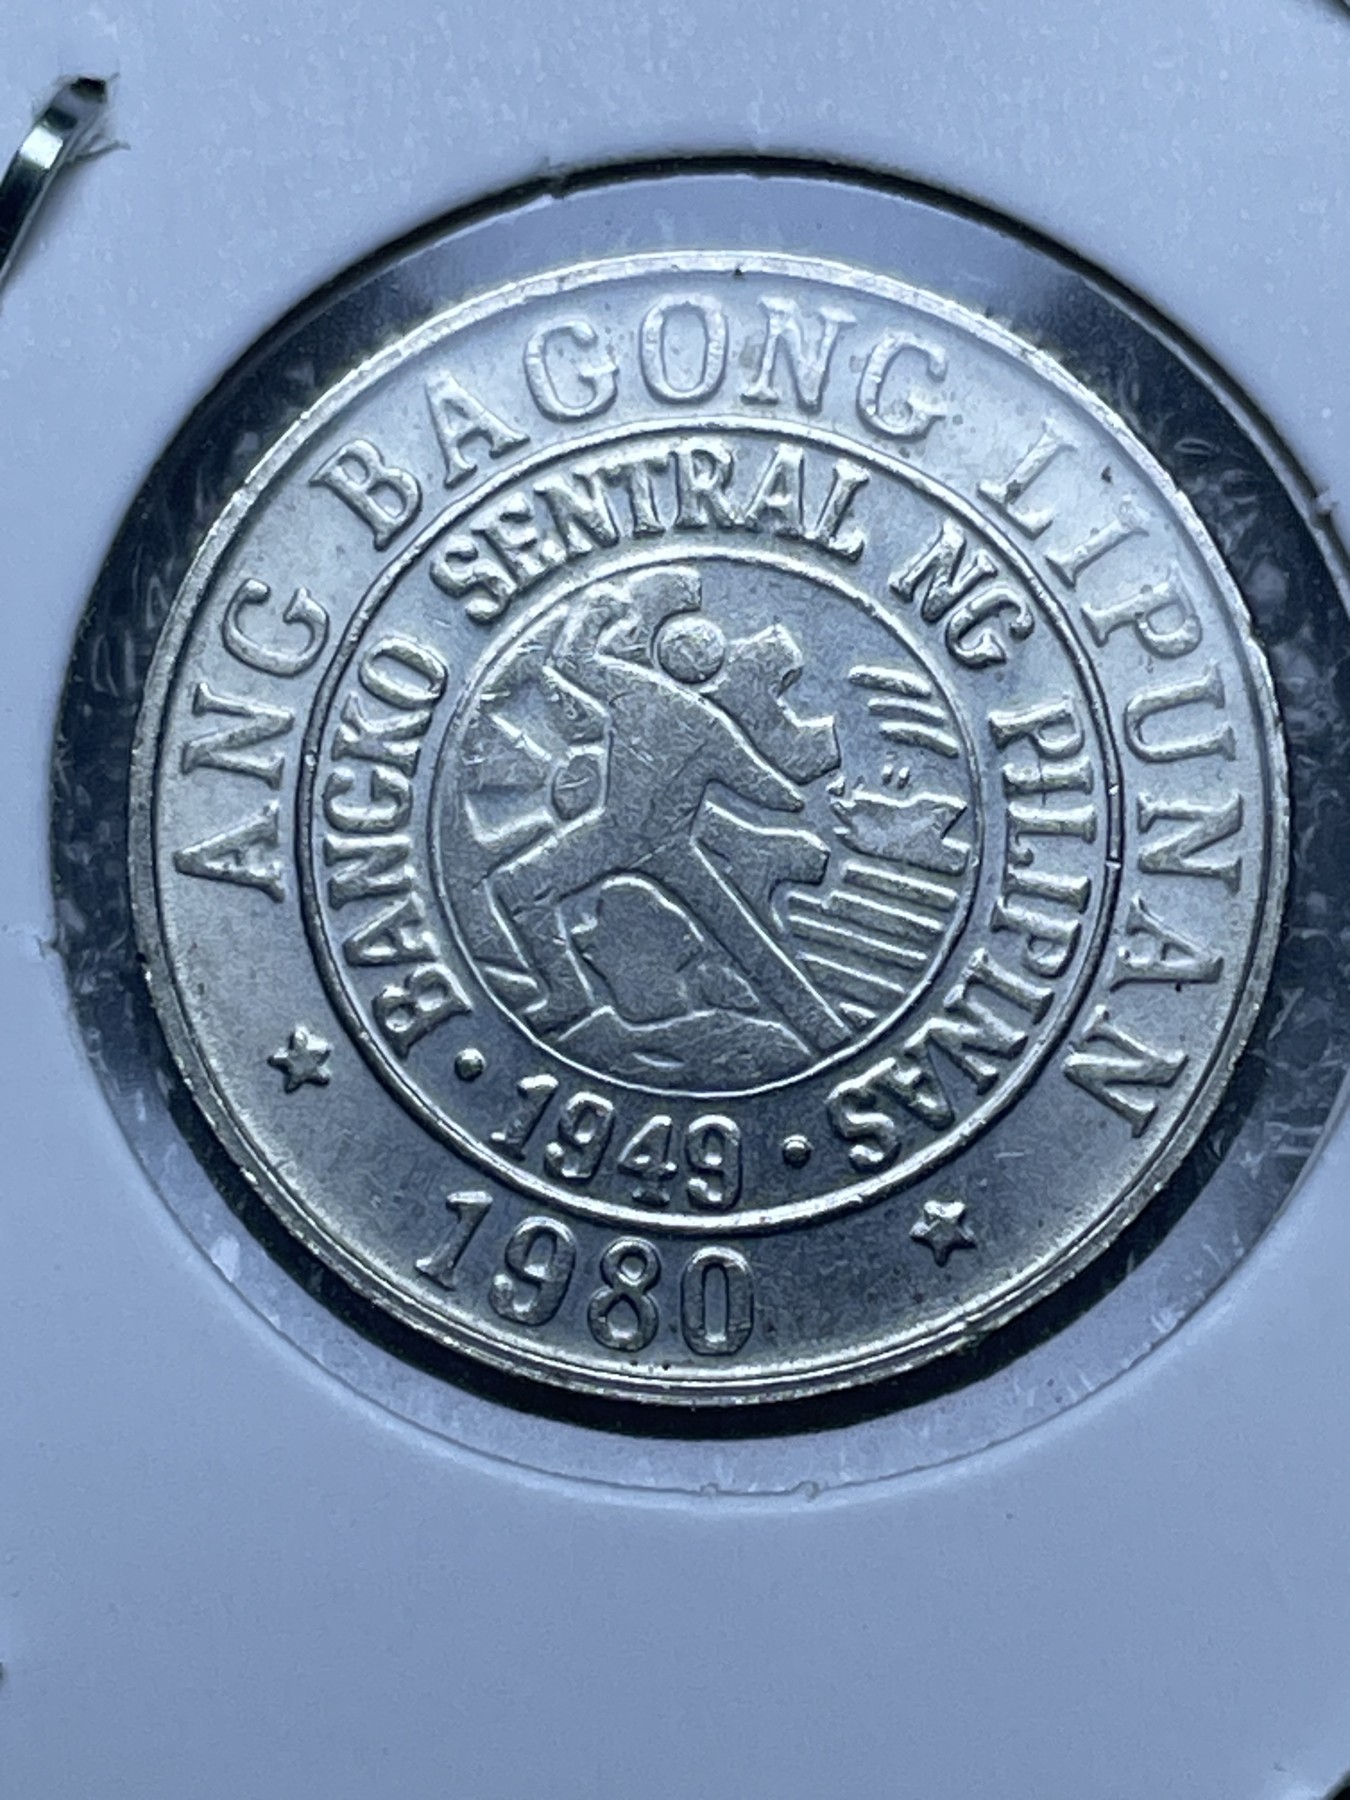 ANG BAGONG LIPUNAN
BANGKO SENTRAL NG PILIPINAS
1949
1980